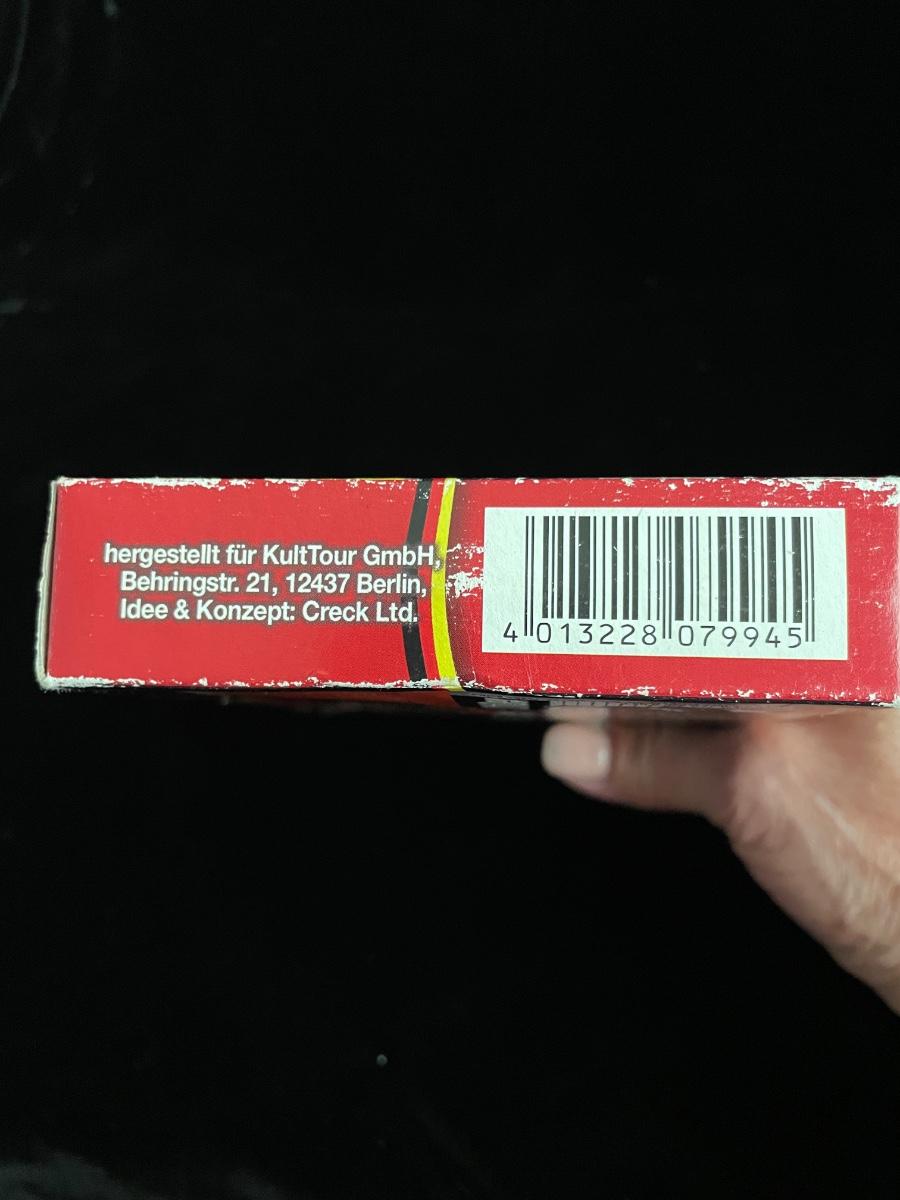 hergestellt für KultTour GmbH,
Behringstr. 21, 12437 Berlin,
Idee & Konzept: Creck Ltd.
4 013228 079945